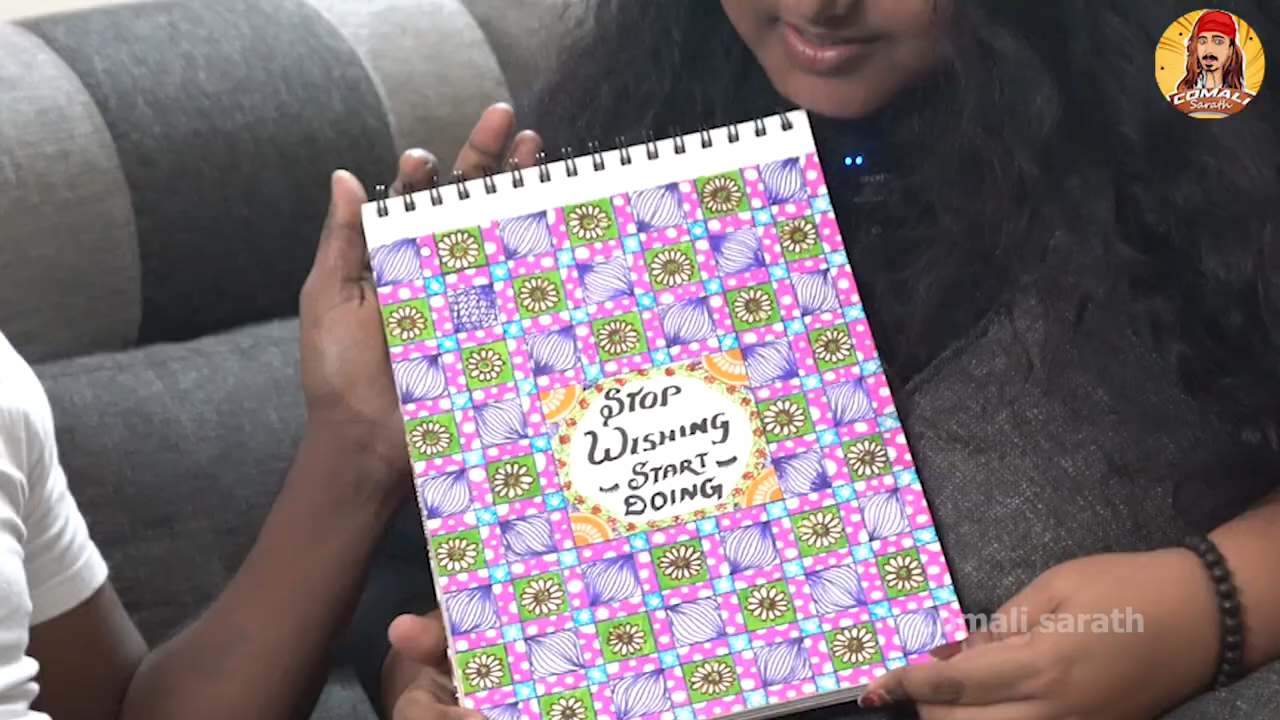 COMALI
Sarath
STOP
WISHING
START
DOING
mali sarath